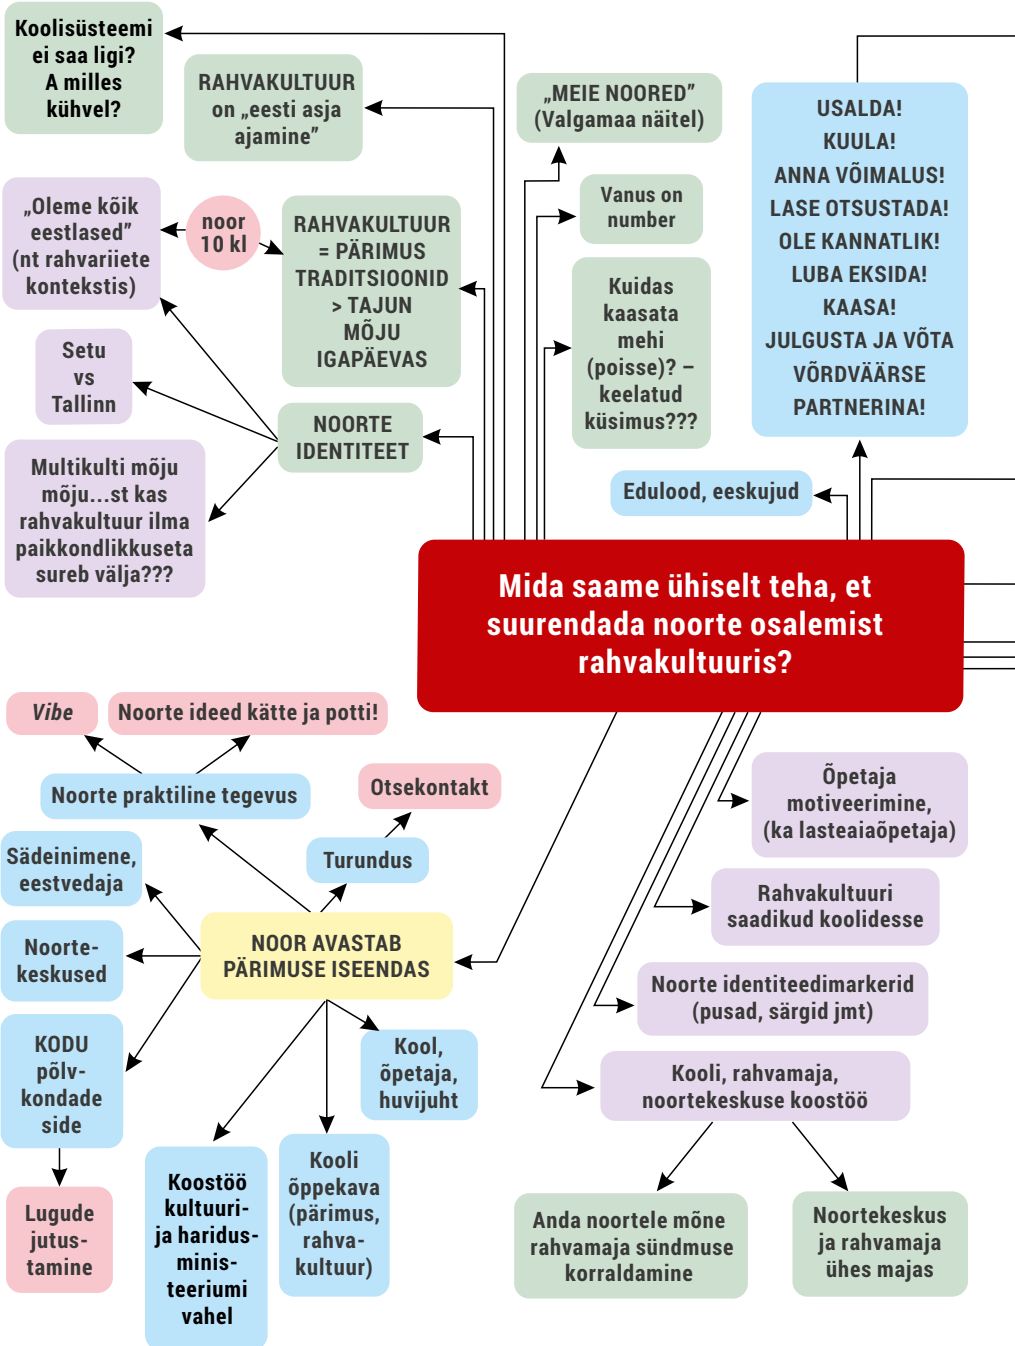 Koolisüsteemi
ei saa ligi?
A milles
kühvel?
RAHVAKULTUUR
on „eesti asja
ajamine”
„MEIE NOORED”
(Valgamaa näitel)
Vanus on
number
Kuidas
kaasata
mehi
(poisse)? –
keelatud
küsimus???
USALDA!
KUULA!
ANNA VÕIMALUS!
LASE OTSUSTADA!
OLE KANNATLIK!
LUBA EKSIDA!
KAASA!
JULGUSTA JA VÕTA
VÕRDVÄÄRSE
PARTNERINA!
„Oleme kõik
eestlased”
(nt rahvariiete
kontekstis)
noor
10 kl
RAHVAKULTUUR
= PÄRIMUS
TRADITSIOONID
> TAJUN
MÕJU
IGAPÄEVAS
Setu
vs
Tallinn
NOORTE
IDENTITEET
Multikulti mõju
mõju...st kas
rahvakultuur ilma
paikkondlikkuseta
sureb välja???
Edulood, eeskujud
Mida saame ühiselt teha, et
suurendada noorte osalemist
rahvakultuuris?
Vibe
Noorte ideed kätte ja potti!
Noorte praktiline tegevus
Otsekontakt
Turundus
Sädeinimene,
eestvedaja
NOOR AVASTAB
PÄRIMUSE ISEENDAS
Noorte-
keskused
KODU
põlv-
kondade
side
Lugude
jutus-
tamine
Koostöö
kultuuri-
ja haridus-
minis-
teeriumi
vahel
Kooli
õppekava
(pärimus,
rahva-
kultuur)
Kool,
õpetaja,
huvijuht
Õpetaja
motiveerimine,
(ka lasteaiaõpetaja)
Rahvakultuuri
saadikud koolidesse
Noorte identiteedimarkerid
(pusad, särgid jmt)
Kooli, rahvamaja,
noortekeskuse koostöö
Anda noortele mõne
rahvamaja sündmuse
korraldamine
Noortekeskus
ja rahvamaja
ühes majas